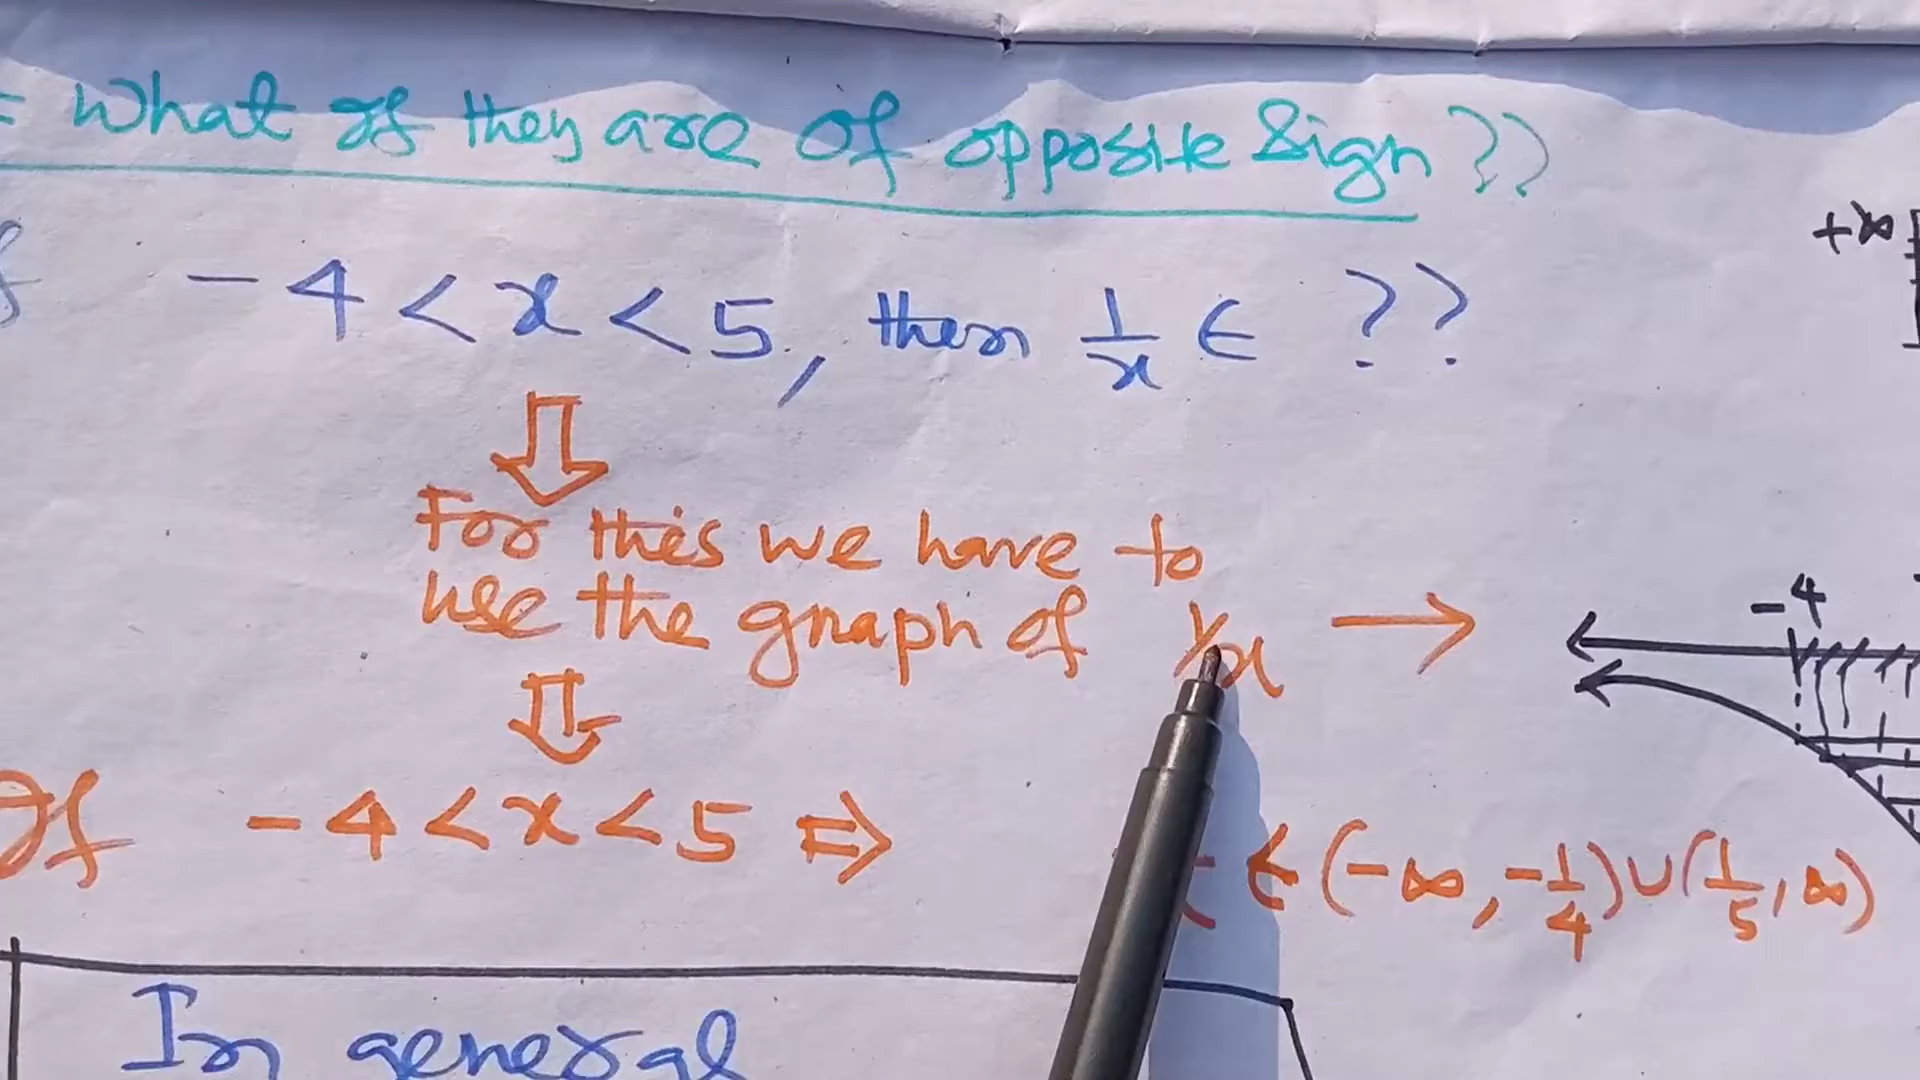 = What if they are of opposite Sign ??
f -4 < x < 5, then 1/x ∈ ??
+∞
For this we have to
use the graph of 1/x →
-4
If -4 < x < 5 ⇒ ∈ (-∞, -1/4) ∪ (1/5, ∞)
In general